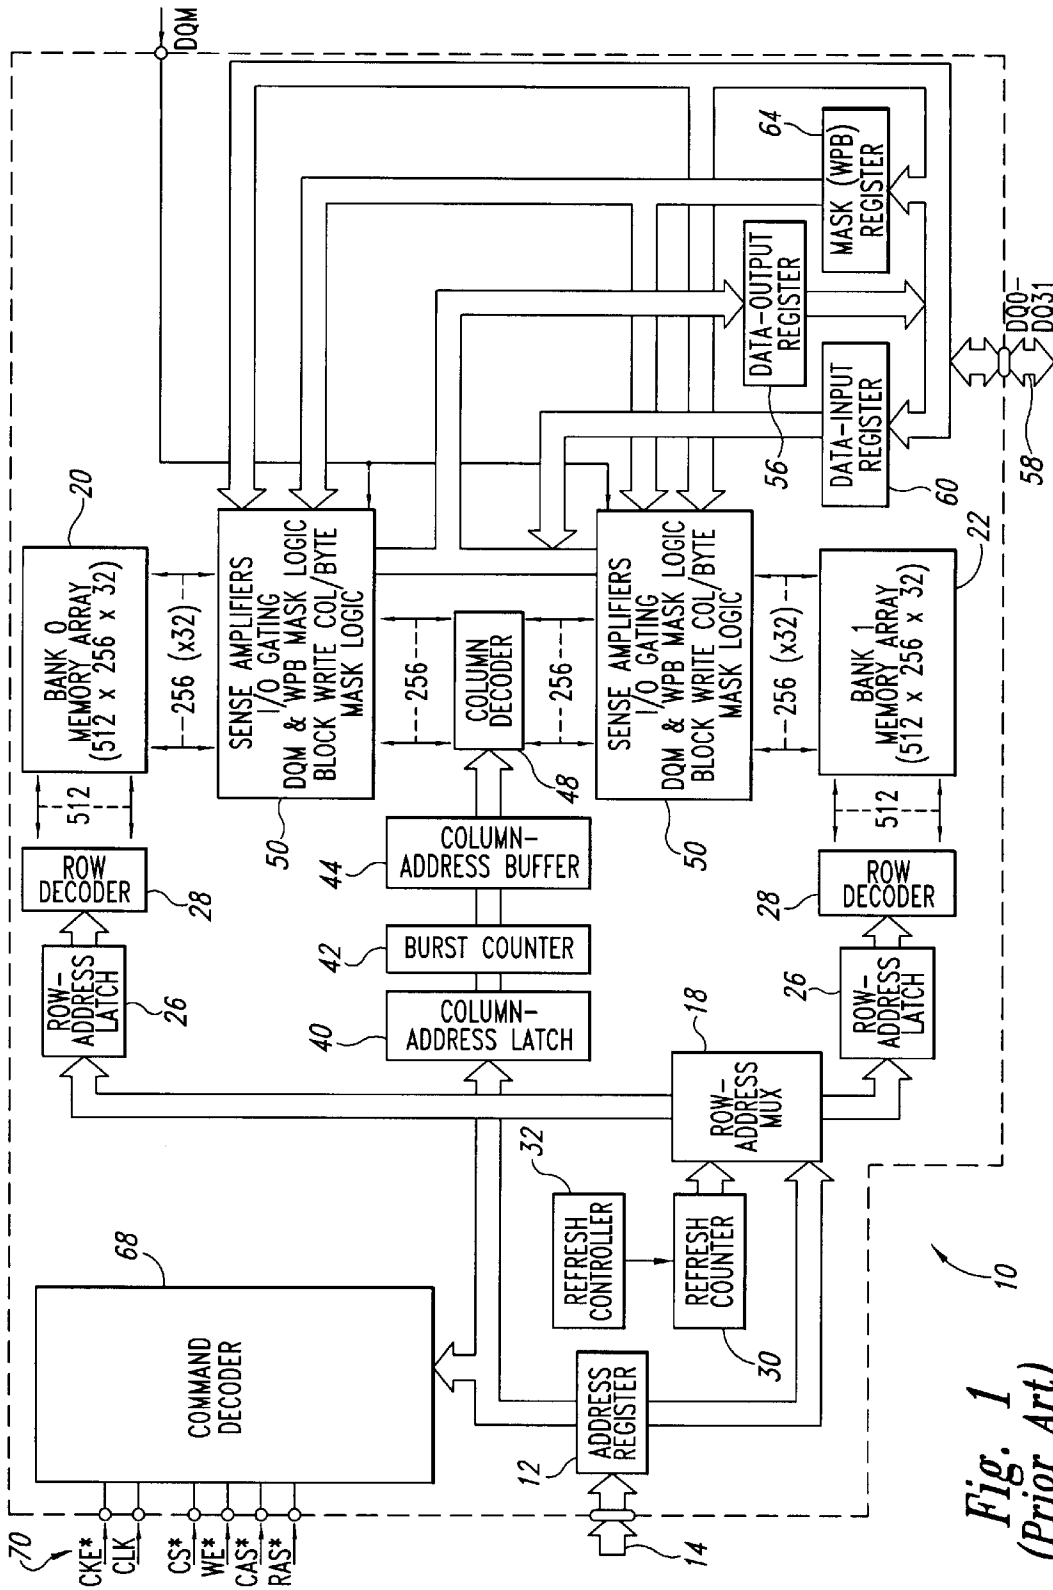 70
CKE*
CLK
CS*
WE*
CAS*
RAS*
68
COMMAND
DECODER
14
12
ADDRESS
REGISTER
32
REFRESH
CONTROLLER
REFRESH
COUNTER
30
18
ROW-
ADDRESS
MUX
ROW-
ADDRESS
LATCH
26
ROW
DECODER
28
512
BANK 0
MEMORY ARRAY
(512 x 256 x 32)
20
256 (x32)
SENSE AMPLIFIERS
I/O GATING
DQM & WPB MASK LOGIC
BLOCK WRITE COL/BYTE
MASK LOGIC
50
256
40
COLUMN-
ADDRESS LATCH
42
BURST COUNTER
44
COLUMN-
ADDRESS BUFFER
COLUMN
DECODER
48
256
SENSE AMPLIFIERS
I/O GATING
DQM & WPB MASK LOGIC
BLOCK WRITE COL/BYTE
MASK LOGIC
50
256 (x32)
26
ROW-
ADDRESS
LATCH
28
ROW
DECODER
512
BANK 1
MEMORY ARRAY
(512 x 256 x 32)
22
DQM
DATA-OUTPUT
REGISTER
56
DATA-INPUT
REGISTER
60
MASK (WPB)
REGISTER
64
DQ0-
DQ31
58
10
Fig. 1
(Prior Art)